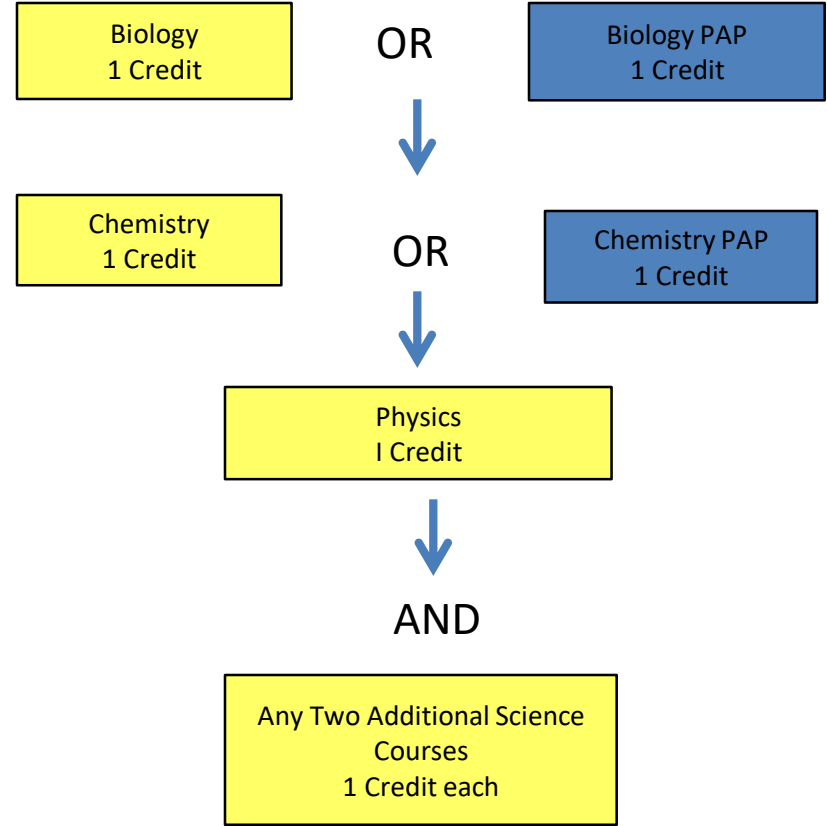 Biology
1 Credit
OR
Biology PAP
1 Credit
Chemistry
1 Credit
OR
Chemistry PAP
1 Credit
Physics
I Credit
AND
Any Two Additional Science
Courses
1 Credit each